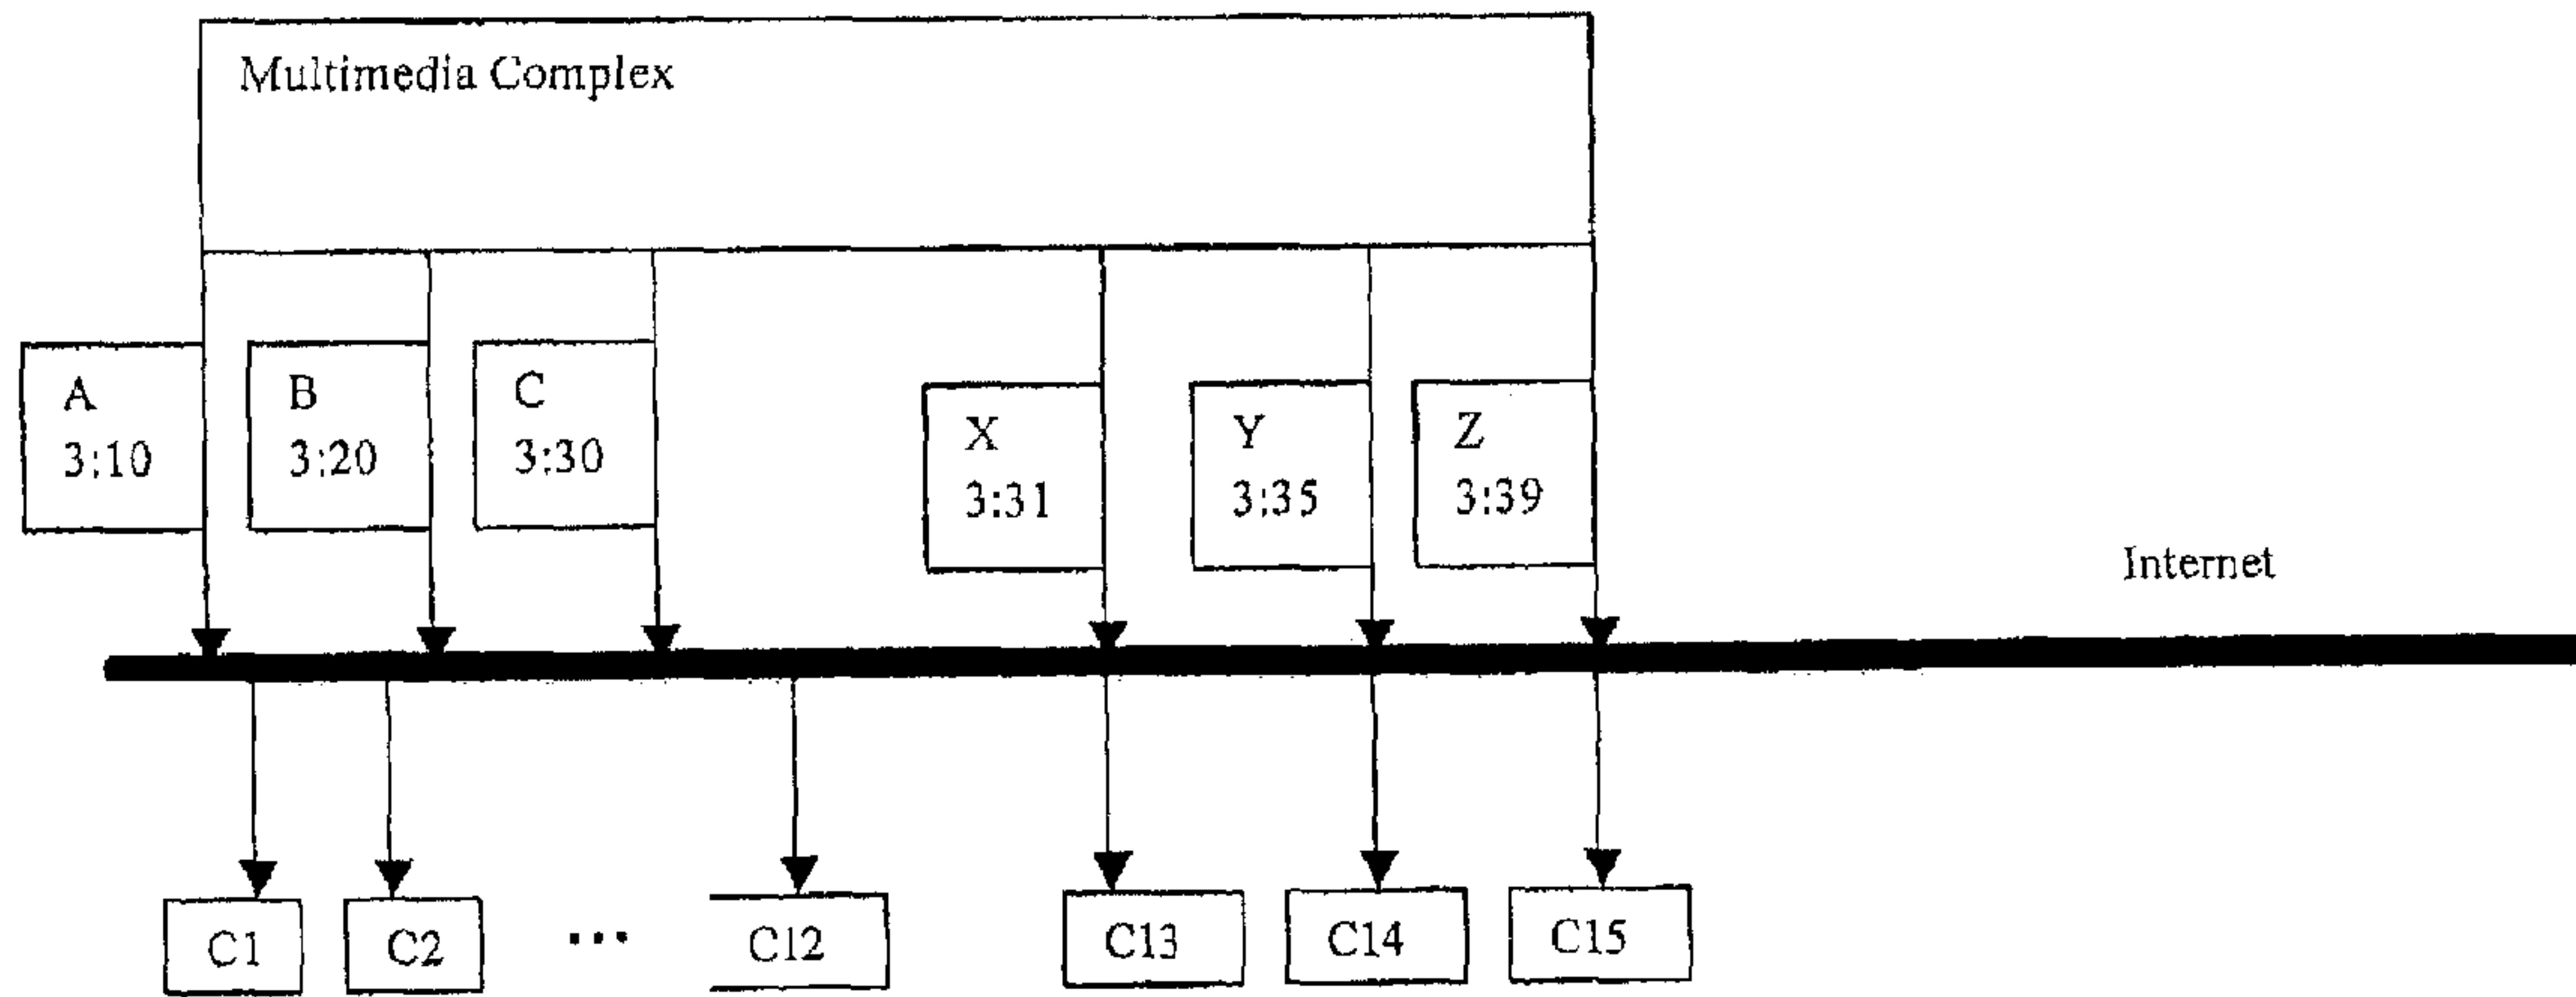 Multimedia Complex
A
3:10
B
3:20
C
3:30
X
3:31
Y
3:35
Z
3:39
Internet
C1
C2
...
C12
C13
C14
C15